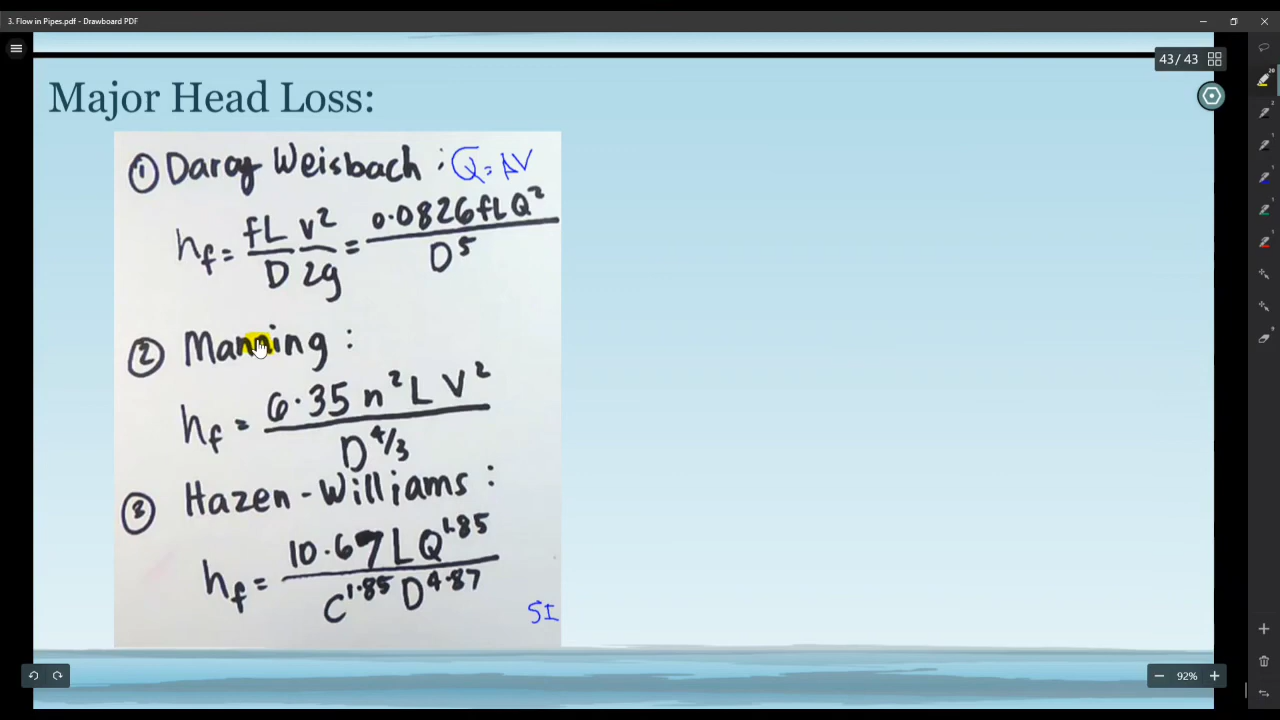 3. Flow in Pipes.pdf - Drawboard PDF
43 / 43
Major Head Loss:
① Darcy Weisbach : Q = AV
hf = fL/D V²/2g = 0.0826fLQ²/D⁵
② Manning :
hf = 6.35 n² L V²/D^4/3
③ Hazen - Williams :
hf = 10.67 L Q^1.85/C^1.85 D^4.87
SI
92%